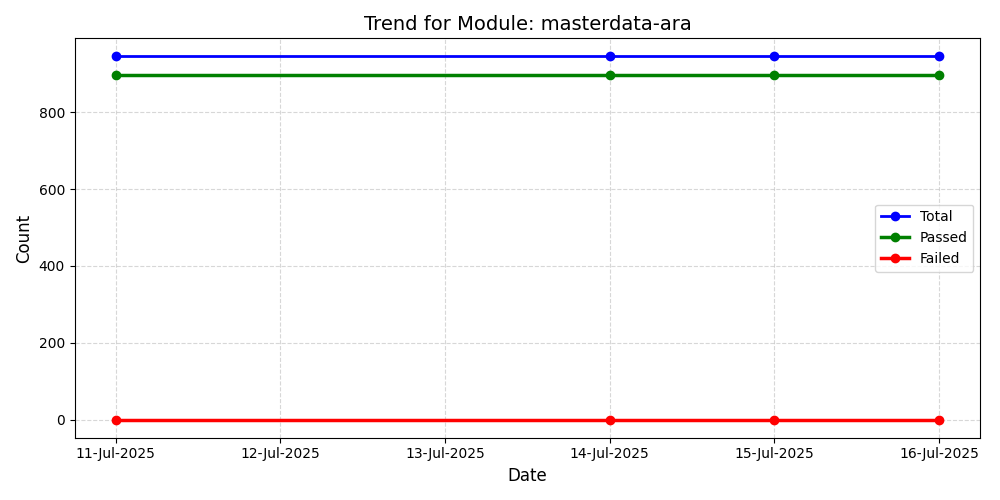 Trend for Module: masterdata-ara
Count
800
600
400
200
0
Total
Passed
Failed
11-Jul-2025
12-Jul-2025
13-Jul-2025
14-Jul-2025
15-Jul-2025
16-Jul-2025
Date